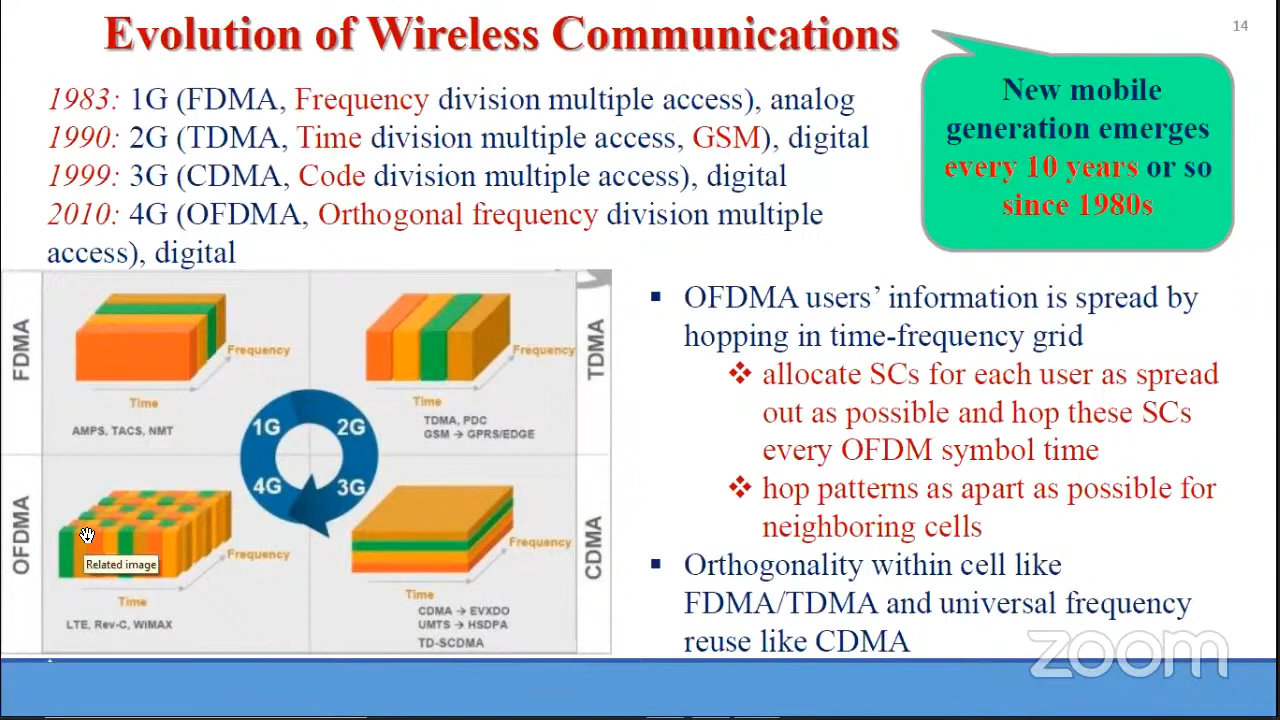 Evolution of Wireless Communications
14
1983: 1G (FDMA, Frequency division multiple access), analog
1990: 2G (TDMA, Time division multiple access, GSM), digital
1999: 3G (CDMA, Code division multiple access), digital
2010: 4G (OFDMA, Orthogonal frequency division multiple
access), digital
New mobile
generation emerges
every 10 years or so
since 1980s
FDMA
Frequency
Time
AMPS, TACS, NMT
TDMA
Frequency
Time
TDMA, PDC
GSM → GPRS/EDGE
1G
2G
4G
3G
OFDMA
Frequency
Related image
Time
LTE, Rev-C, WiMAX
CDMA
Frequency
Time
CDMA → EVXDO
UMTS → HSDPA
TD-SCDMA
▪ OFDMA users’ information is spread by
hopping in time-frequency grid
❖ allocate SCs for each user as spread
out as possible and hop these SCs
every OFDM symbol time
❖ hop patterns as apart as possible for
neighboring cells
▪ Orthogonality within cell like
FDMA/TDMA and universal frequency
reuse like CDMA
zoom